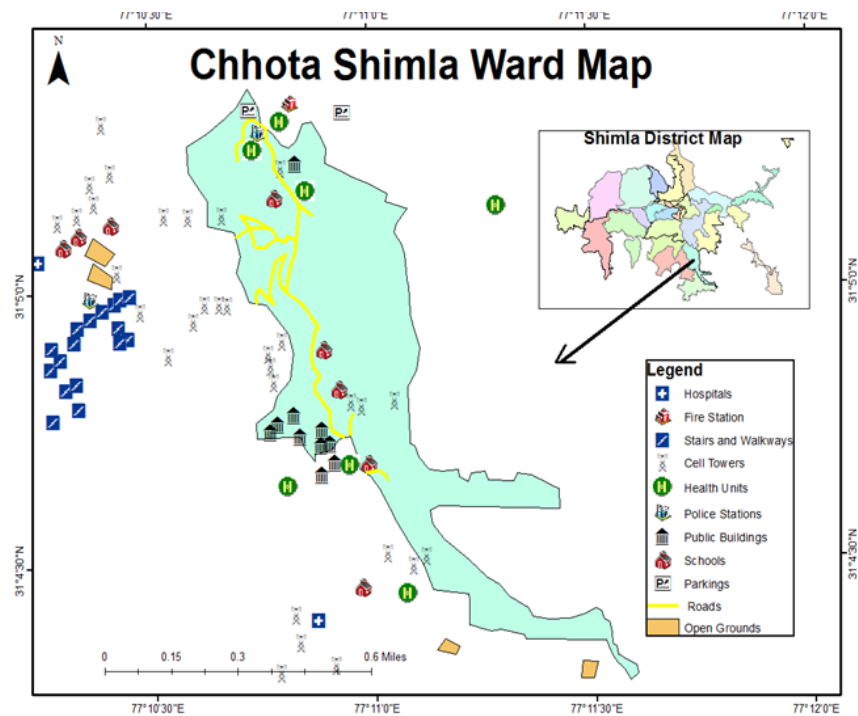 77°10'30"E 77°11'0"E 77°11'30"E 77°12'0"E
N
Chhota Shimla Ward Map
Shimla District Map
31°5'0"N
31°5'0"N
Legend
Hospitals
Fire Station
Stairs and Walkways
Cell Towers
Health Units
Police Stations
Public Buildings
Schools
Parkings
Roads
Open Grounds
31°4'30"N
31°4'30"N
0 0.15 0.3 0.6 Miles
77°10'30"E 77°11'0"E 77°11'30"E 77°12'0"E